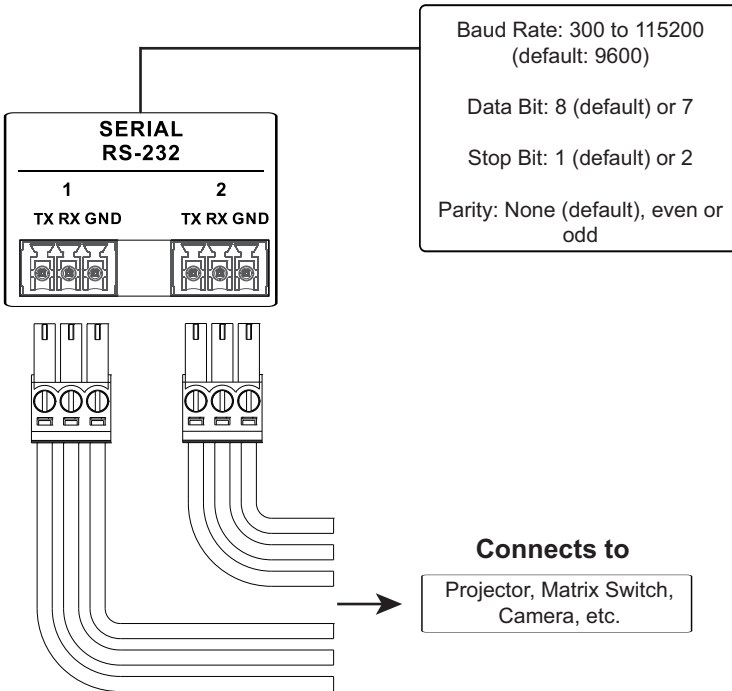 Baud Rate: 300 to 115200
(default: 9600)
Data Bit: 8 (default) or 7
Stop Bit: 1 (default) or 2
Parity: None (default), even or
odd
SERIAL
RS-232
1 2
TX RX GND TX RX GND
Connects to
Projector, Matrix Switch,
Camera, etc.